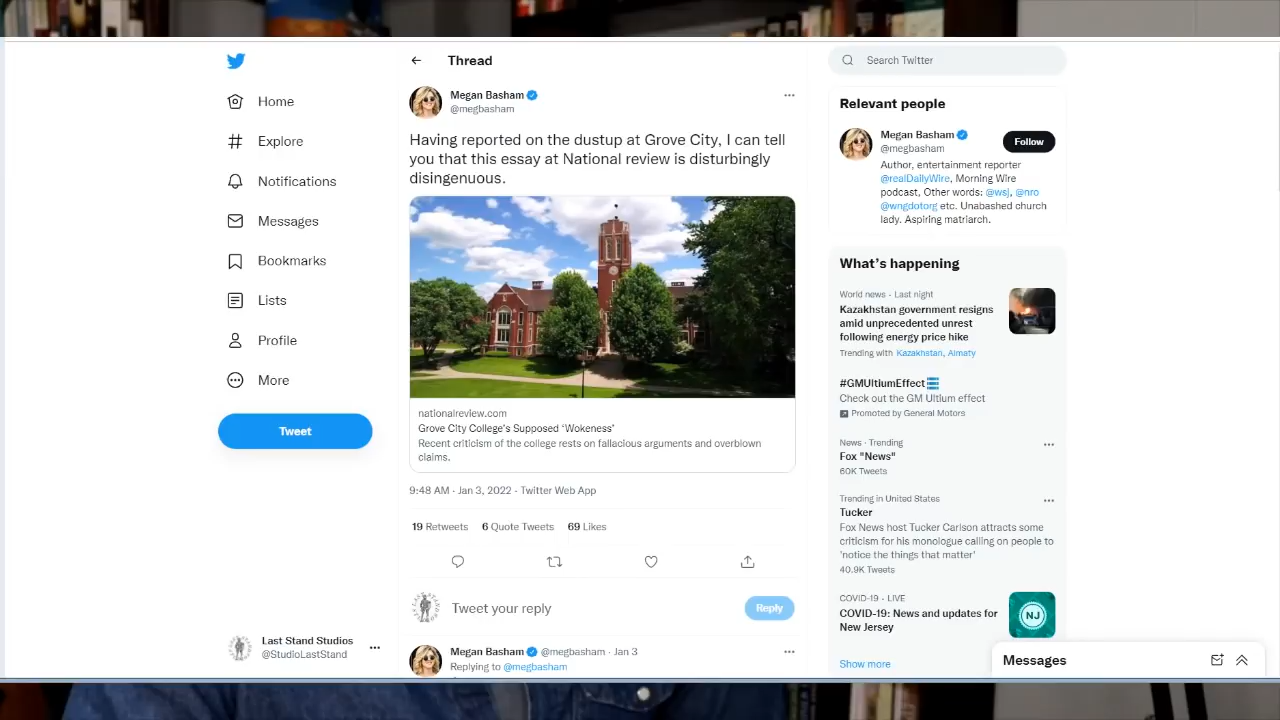 Home
Explore
Notifications
Messages
Bookmarks
Lists
Profile
More
Tweet
Last Stand Studios
@StudioLastStand
Thread
Megan Basham
@megbasham
Having reported on the dustup at Grove City, I can tell
you that this essay at National review is disturbingly
disingenuous.
nationalreview.com
Grove City College's Supposed 'Wokeness'
Recent criticism of the college rests on fallacious arguments and overblown
claims.
9:48 AM · Jan 3, 2022 · Twitter Web App
19 Retweets 6 Quote Tweets 69 Likes
Tweet your reply
Reply
Megan Basham @megbasham · Jan 3
Replying to @megbasham
Search Twitter
Relevant people
Megan Basham
@megbasham
Follow
Author, entertainment reporter
@realDailyWire, Morning Wire
podcast, Other words: @wsj, @nro
@wngdotorg etc. Unabashed church
lady. Aspiring matriarch.
What's happening
World news · Last night
Kazakhstan government resigns
amid unprecedented unrest
following energy price hike
Trending with Kazakhstan, Almaty
#GMUltiumEffect
Check out the GM Ultium effect
Promoted by General Motors
News · Trending
Fox "News"
60K Tweets
Trending in United States
Tucker
Fox News host Tucker Carlson attracts some
criticism for his monologue calling on people to
'notice the things that matter'
40.9K Tweets
COVID-19 · LIVE
COVID-19: News and updates for
New Jersey
NJ
Show more
Messages